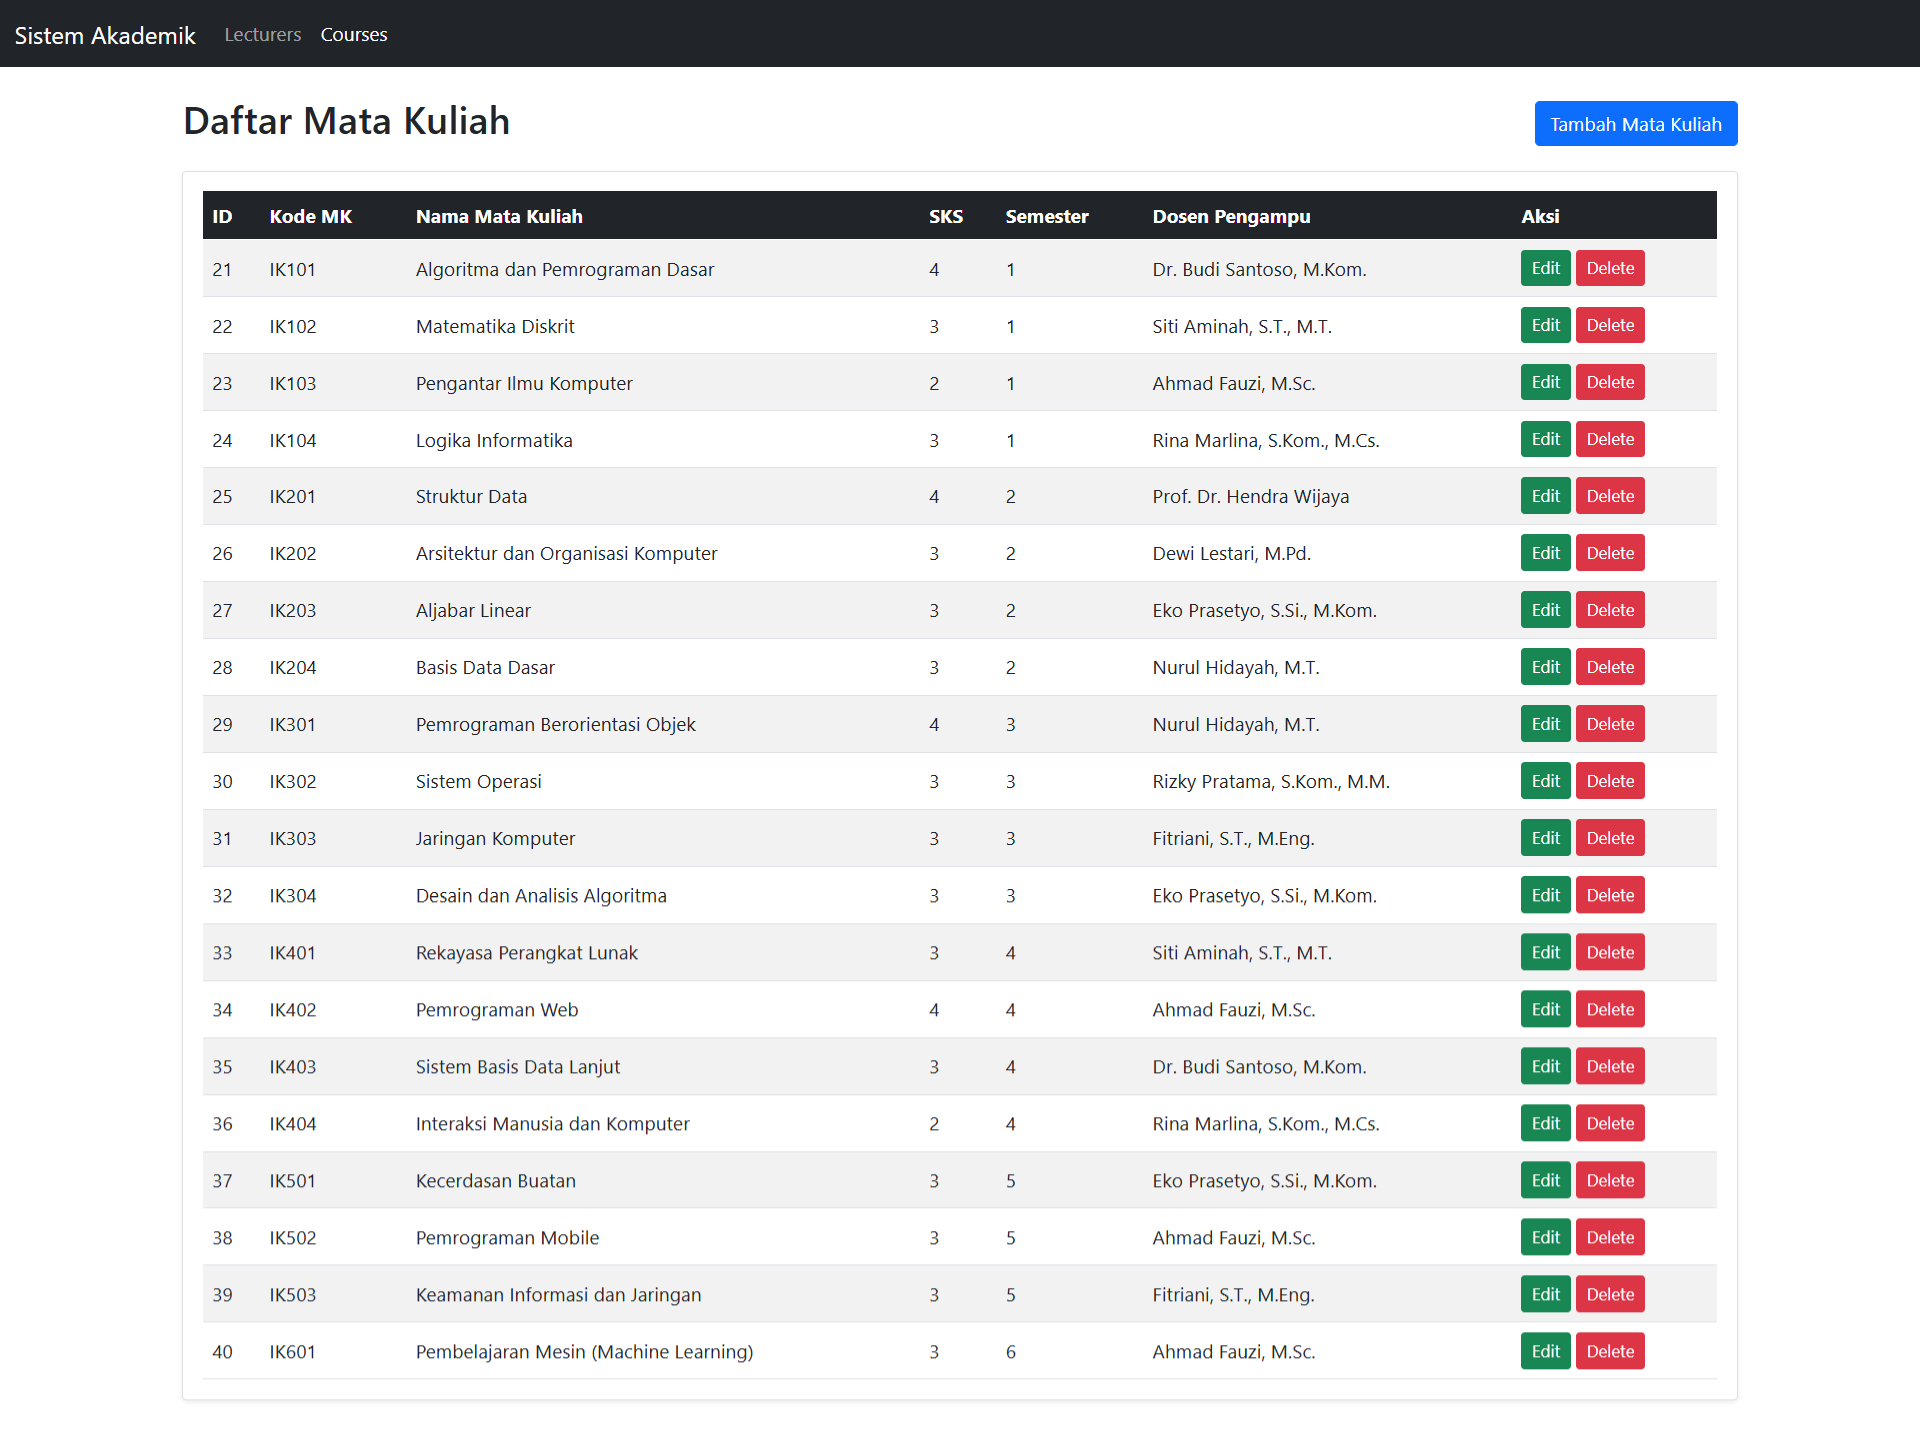 Sistem Akademik Lecturers Courses
Daftar Mata Kuliah Tambah Mata Kuliah
ID Kode MK Nama Mata Kuliah SKS Semester Dosen Pengampu Aksi
21 IK101 Algoritma dan Pemrograman Dasar 4 1 Dr. Budi Santoso, M.Kom. Edit Delete
22 IK102 Matematika Diskrit 3 1 Siti Aminah, S.T., M.T. Edit Delete
23 IK103 Pengantar Ilmu Komputer 2 1 Ahmad Fauzi, M.Sc. Edit Delete
24 IK104 Logika Informatika 3 1 Rina Marlina, S.Kom., M.Cs. Edit Delete
25 IK201 Struktur Data 4 2 Prof. Dr. Hendra Wijaya Edit Delete
26 IK202 Arsitektur dan Organisasi Komputer 3 2 Dewi Lestari, M.Pd. Edit Delete
27 IK203 Aljabar Linear 3 2 Eko Prasetyo, S.Si., M.Kom. Edit Delete
28 IK204 Basis Data Dasar 3 2 Nurul Hidayah, M.T. Edit Delete
29 IK301 Pemrograman Berorientasi Objek 4 3 Nurul Hidayah, M.T. Edit Delete
30 IK302 Sistem Operasi 3 3 Rizky Pratama, S.Kom., M.M. Edit Delete
31 IK303 Jaringan Komputer 3 3 Fitriani, S.T., M.Eng. Edit Delete
32 IK304 Desain dan Analisis Algoritma 3 3 Eko Prasetyo, S.Si., M.Kom. Edit Delete
33 IK401 Rekayasa Perangkat Lunak 3 4 Siti Aminah, S.T., M.T. Edit Delete
34 IK402 Pemrograman Web 4 4 Ahmad Fauzi, M.Sc. Edit Delete
35 IK403 Sistem Basis Data Lanjut 3 4 Dr. Budi Santoso, M.Kom. Edit Delete
36 IK404 Interaksi Manusia dan Komputer 2 4 Rina Marlina, S.Kom., M.Cs. Edit Delete
37 IK501 Kecerdasan Buatan 3 5 Eko Prasetyo, S.Si., M.Kom. Edit Delete
38 IK502 Pemrograman Mobile 3 5 Ahmad Fauzi, M.Sc. Edit Delete
39 IK503 Keamanan Informasi dan Jaringan 3 5 Fitriani, S.T., M.Eng. Edit Delete
40 IK601 Pembelajaran Mesin (Machine Learning) 3 6 Ahmad Fauzi, M.Sc. Edit Delete